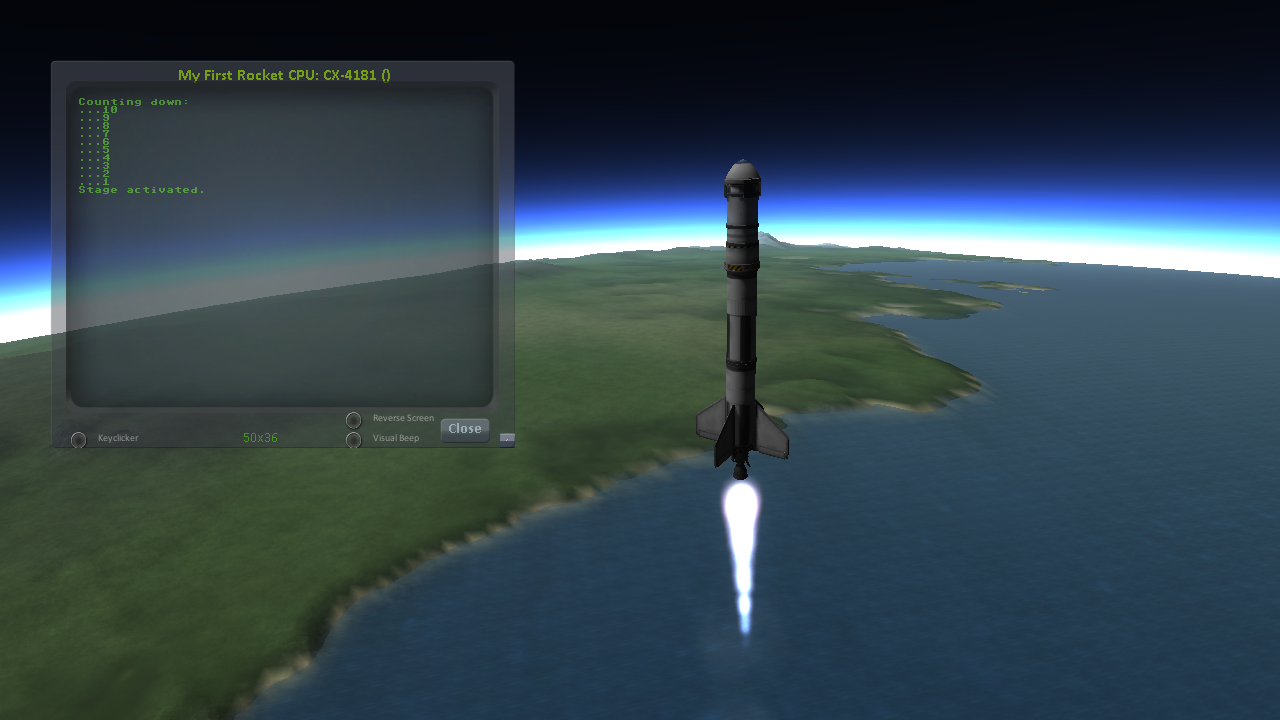 My First Rocket CPU: CX-4181 ()
Counting down:
...10
...9
...8
...7
...6
...5
...4
...3
...2
...1
Stage activated.
Reverse Screen
Close
Keyclicker
50x36
Visual Beep